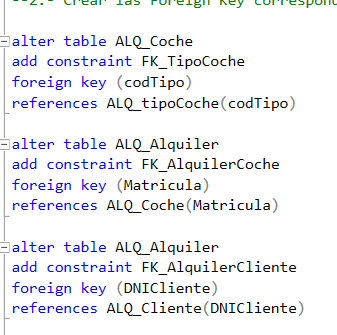 --2.- Crear las Foreign Key correspond
alter table ALQ_Coche
add constraint FK_TipoCoche
foreign key (codTipo)
references ALQ_tipoCoche(codTipo)
alter table ALQ_Alquiler
add constraint FK_AlquilerCoche
foreign key (Matricula)
references ALQ_Coche(Matricula)
alter table ALQ_Alquiler
add constraint FK_AlquilerCliente
foreign key (DNICliente)
references ALQ_Cliente(DNICliente)